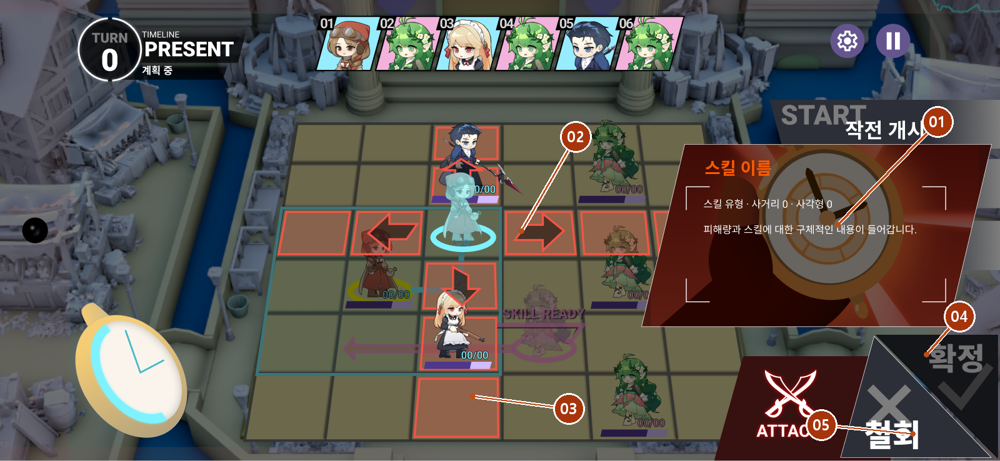 TURN
0
TIMELINE
PRESENT
계획 중
01
02
03
04
05
06
START
작전 개시
01
02
스킬 이름
스킬 유형 · 사거리 0 · 사각형 0
피해량과 스킬에 대한 구체적인 내용이 들어갑니다.
0/00
00/00
00/00
00/0
SKILL READY
00/00
00/00
03
04
확정
ATTAC
05
철회